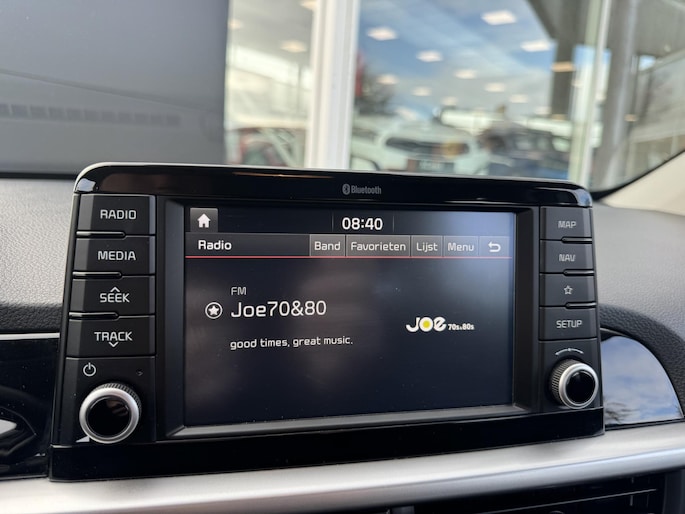 Bluetooth
RADIO
MEDIA
SEEK
TRACK
08:40
Radio
Band
Favorieten
Lijst
Menu
FM
Joe70&80
good times, great music.
JOE 70s&80s
MAP
NAV
SETUP